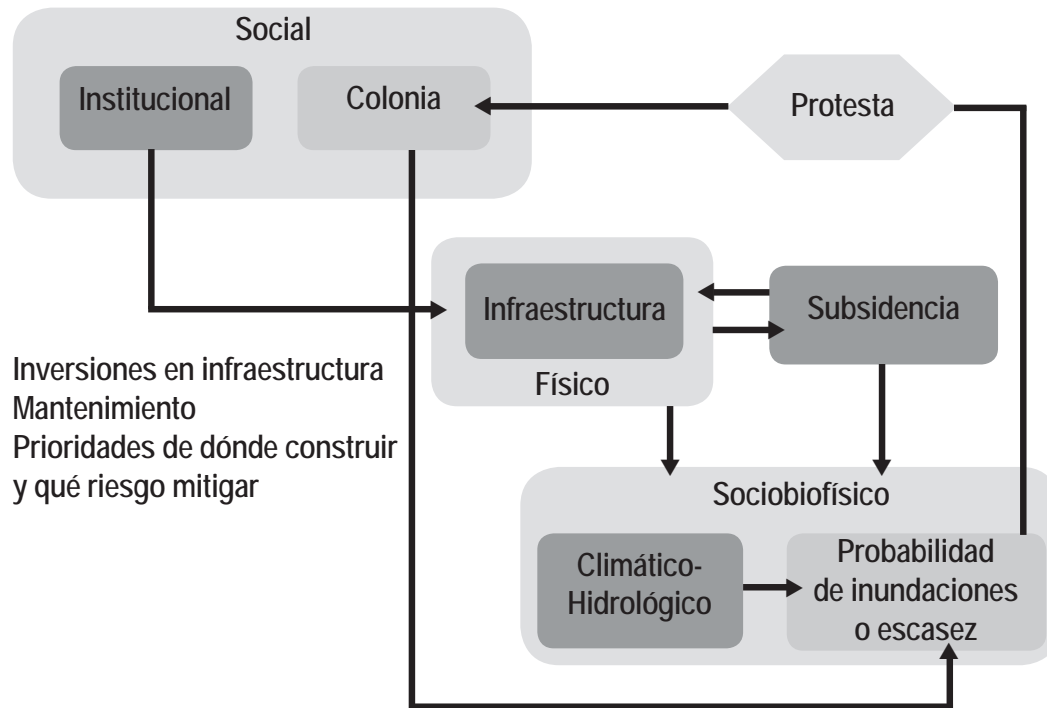 Social
Institucional
Colonia
Protesta
Infraestructura
Físico
Subsidencia
Inversiones en infraestructura
Mantenimiento
Prioridades de dónde construir
y qué riesgo mitigar
Sociobiofísico
Climático-
Hidrológico
Probabilidad
de inundaciones
o escasez